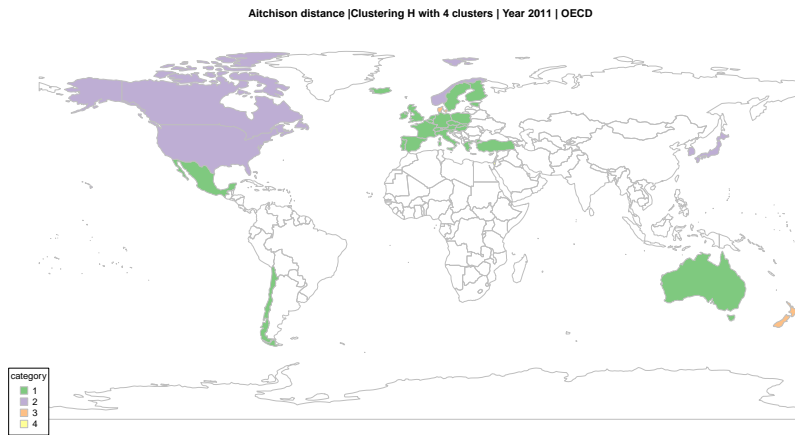 Aitchison distance |Clustering H with 4 clusters | Year 2011 | OECD
category
1
2
3
4